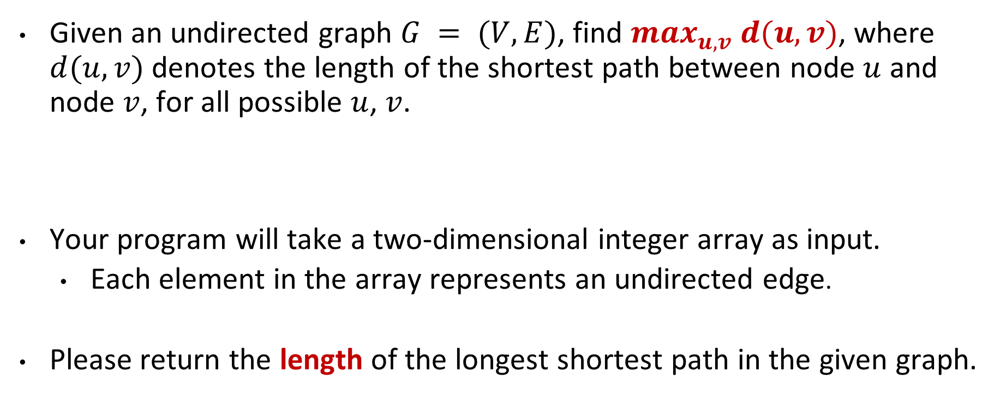 • Given an undirected graph G = (V, E), find max_{u,v} d(u, v), where
d(u, v) denotes the length of the shortest path between node u and
node v, for all possible u, v.
• Your program will take a two-dimensional integer array as input.
• Each element in the array represents an undirected edge.
• Please return the length of the longest shortest path in the given graph.